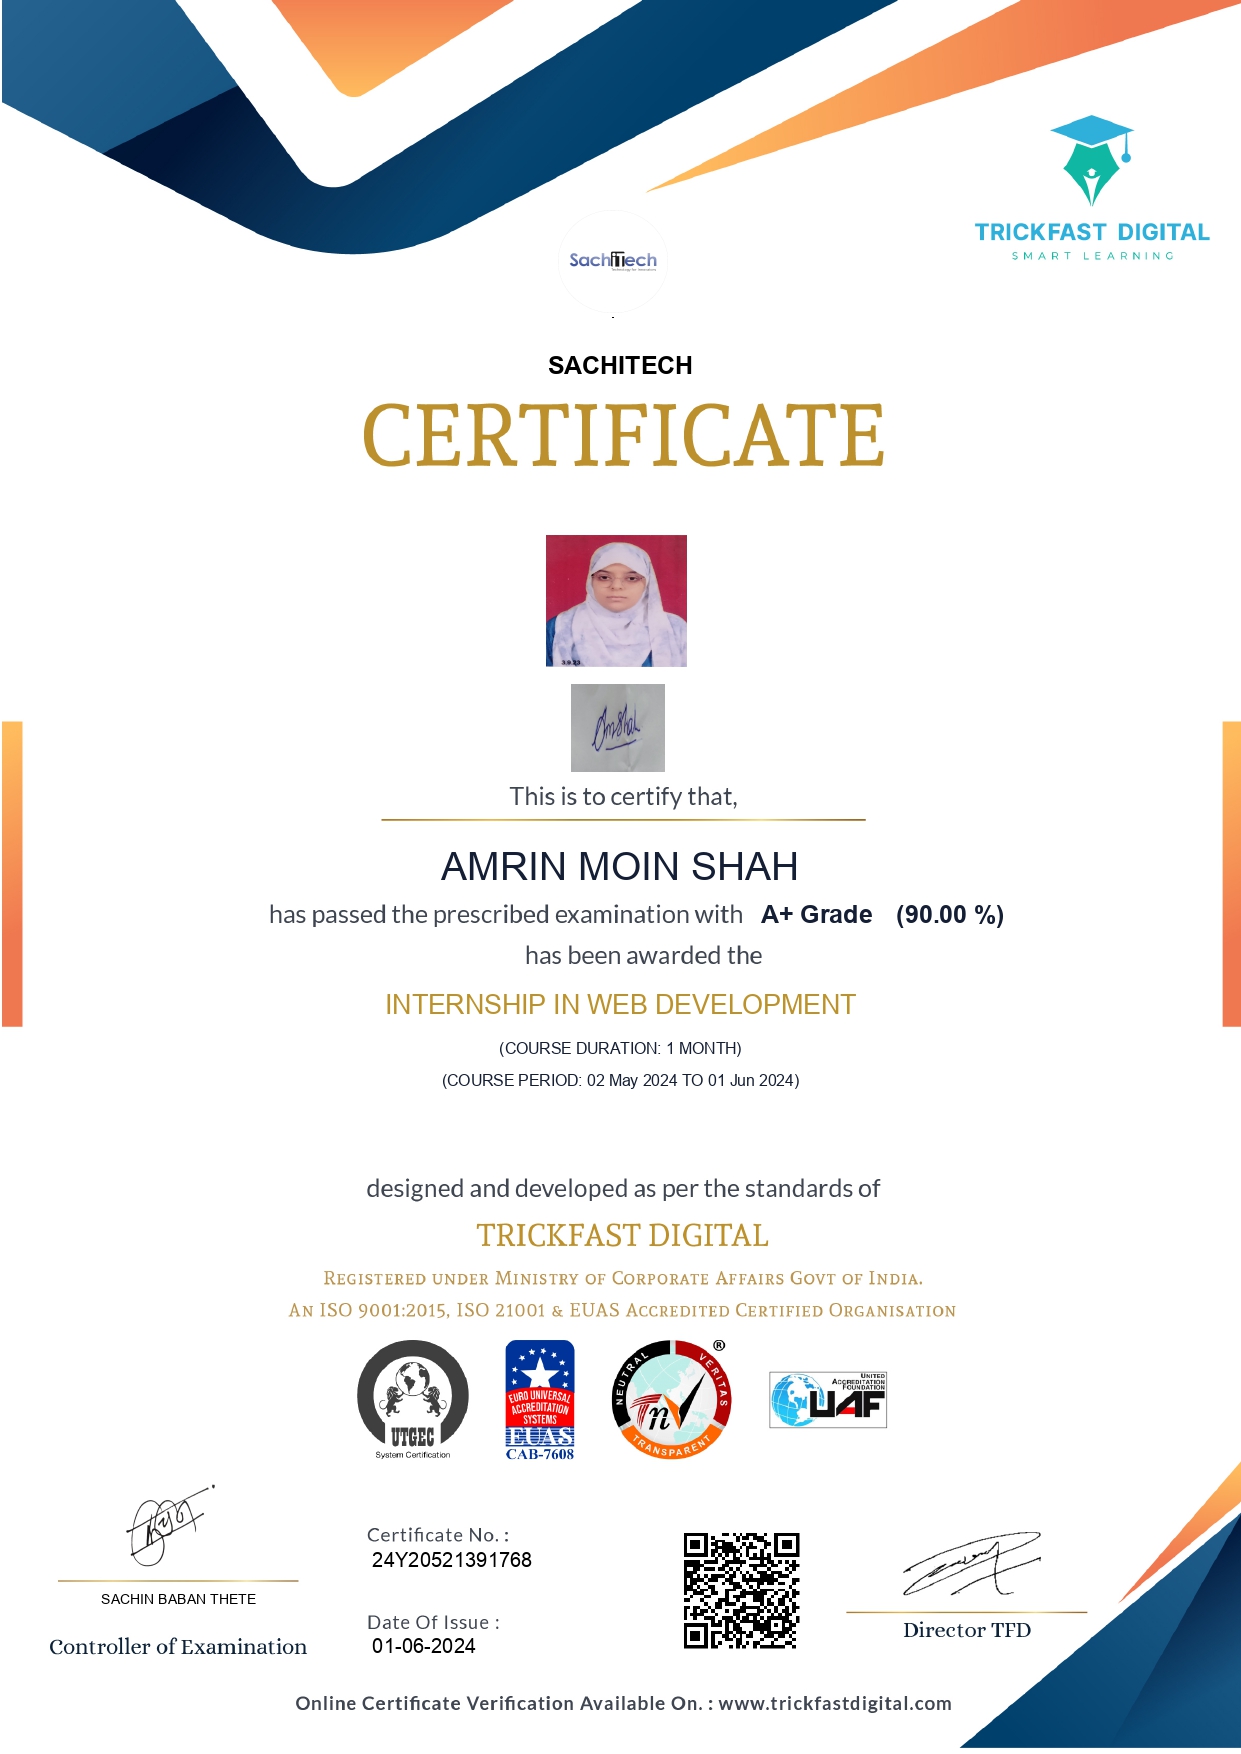 TRICKFAST DIGITAL
SMART LEARNING
SachiTech
Technology for Innovation
SACHITECH
CERTIFICATE
3.9.23
AmShah
This is to certify that,
AMRIN MOIN SHAH
has passed the prescribed examination with A+ Grade (90.00 %)
has been awarded the
INTERNSHIP IN WEB DEVELOPMENT
(COURSE DURATION: 1 MONTH)
(COURSE PERIOD: 02 May 2024 TO 01 Jun 2024)
designed and developed as per the standards of
TRICKFAST DIGITAL
Registered under Ministry of Corporate Affairs Govt of India.
An ISO 9001:2015, ISO 21001 & EUAS Accredited Certified Organisation
UTGEC
System Certification
EURO UNIVERSAL
ACCREDITATION
SYSTEMS
EUAS
CAB-7608
NEUTRAL
VERITAS
TRANSPARENT
TNV
®
UNITED
ACCREDITATION
FOUNDATION
UAF
SACHIN BABAN THETE
Controller of Examination
Certificate No. :
24Y20521391768
Date Of Issue :
01-06-2024
Director TFD
Online Certificate Verification Available On. : www.trickfastdigital.com